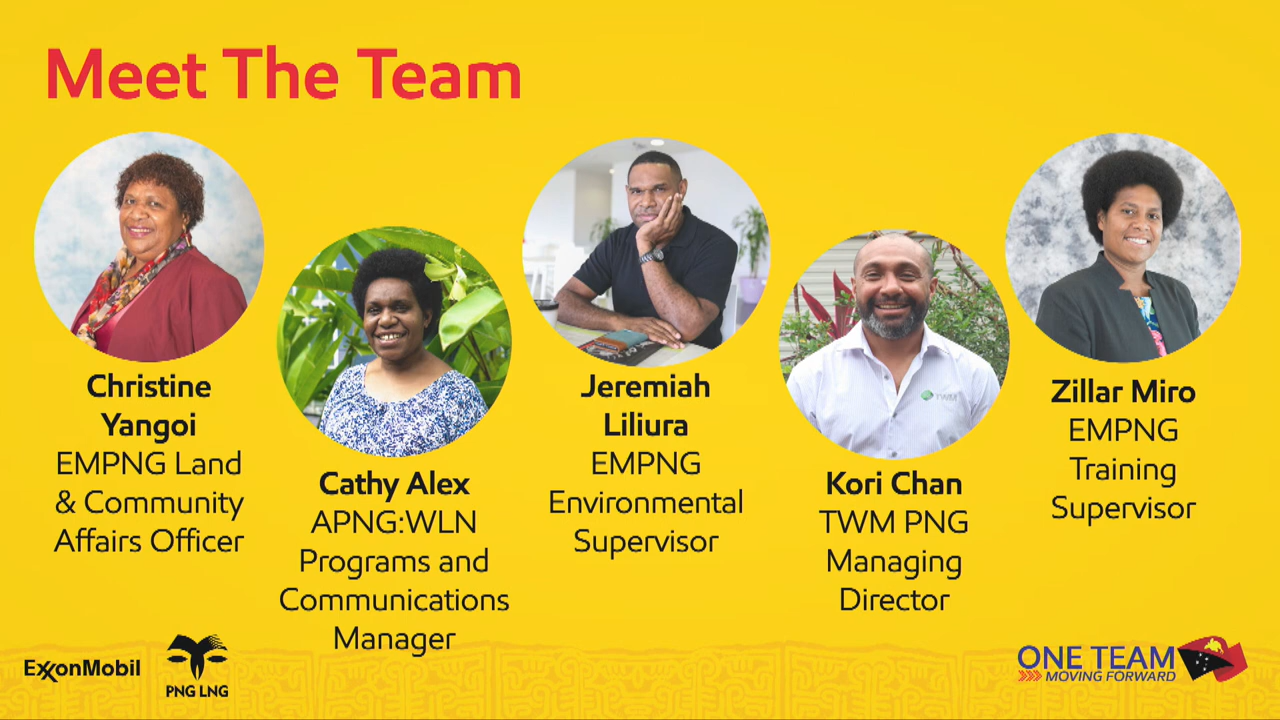 Meet The Team
Christine
Yangoi
EMPNG Land
& Community
Affairs Officer
Cathy Alex
APNG:WLN
Programs and
Communications
Manager
Jeremiah
Liliura
EMPNG
Environmental
Supervisor
TWM
Kori Chan
TWM PNG
Managing
Director
Zillar Miro
EMPNG
Training
Supervisor
ExxonMobil
PNG LNG
ONE TEAM
MOVING FORWARD